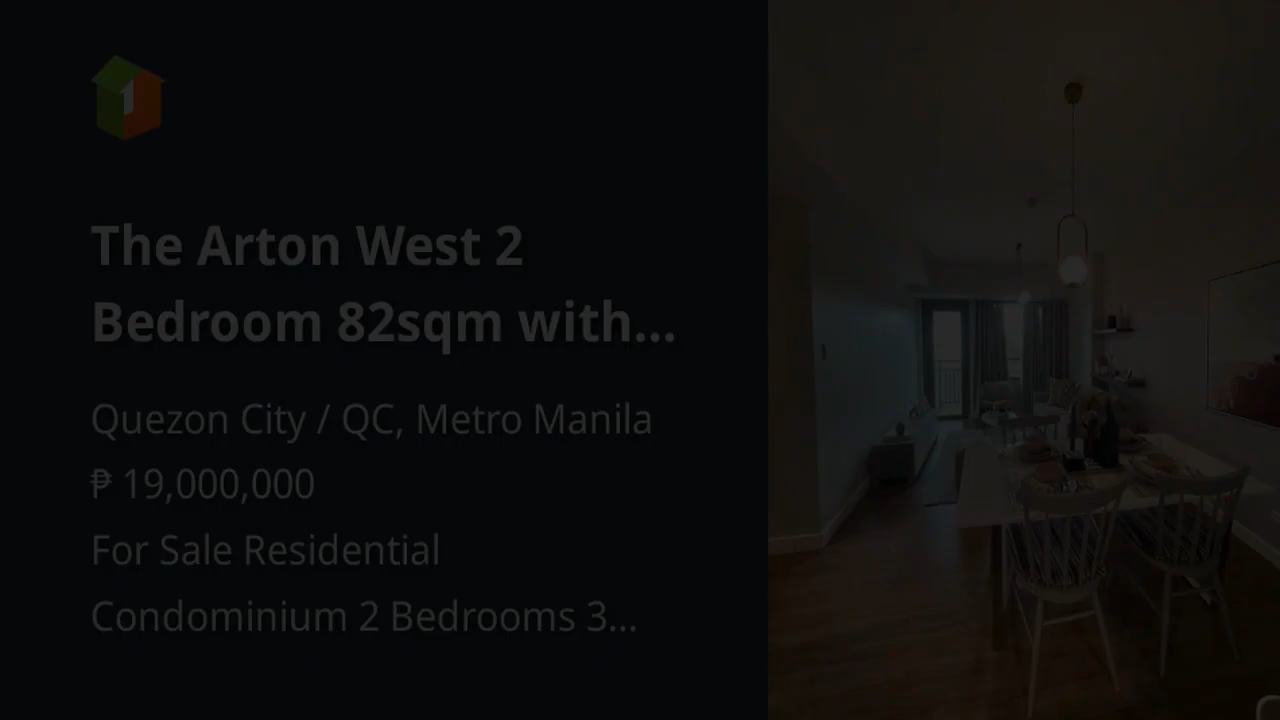 The Arton West 2
Bedroom 82sqm with...
Quezon City / QC, Metro Manila
₱ 19,000,000
For Sale Residential
Condominium 2 Bedrooms 3...